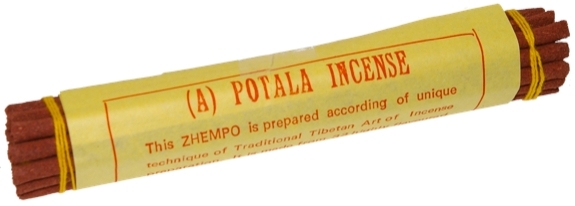 (A) POTALA INCENSE
This ZHEMPO is prepared according of unique
technique of Traditional Tibetan Art of Incense